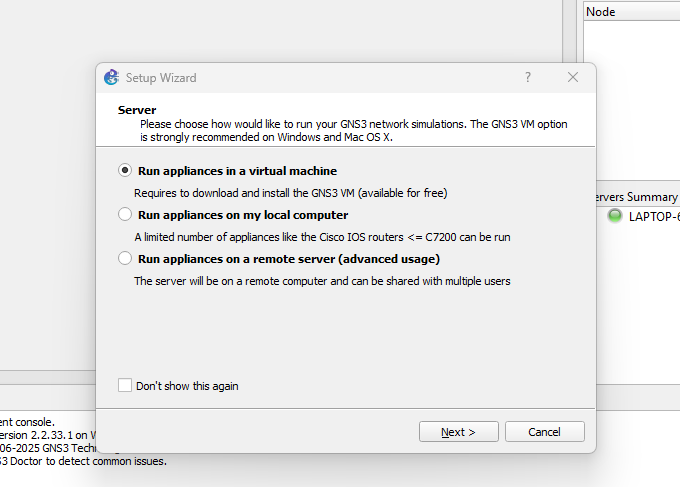 Node
Setup Wizard
?
Server
Please choose how would like to run your GNS3 network simulations. The GNS3 VM option
is strongly recommended on Windows and Mac OS X.
Run appliances in a virtual machine
Requires to download and install the GNS3 VM (available for free)
Run appliances on my local computer
A limited number of appliances like the Cisco IOS routers <= C7200 can be run
Run appliances on a remote server (advanced usage)
The server will be on a remote computer and can be shared with multiple users
Don't show this again
Next >
Cancel
ervers Summary
LAPTOP-6
ent console.
ersion 2.2.33.1 on W
06-2025 GNS3 Techn
S3 Doctor to detect common issues.